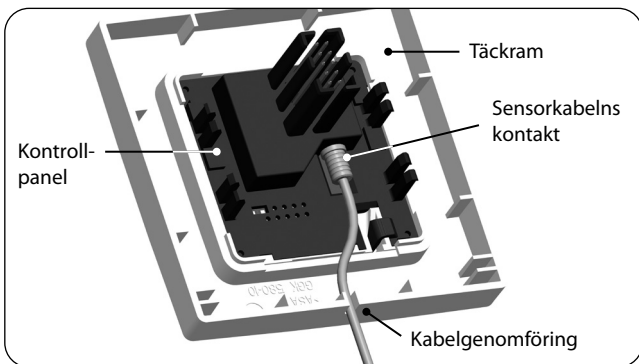 Täckram
Sensorkabelns
kontakt
Kontroll-
panel
Kabelgenomföring